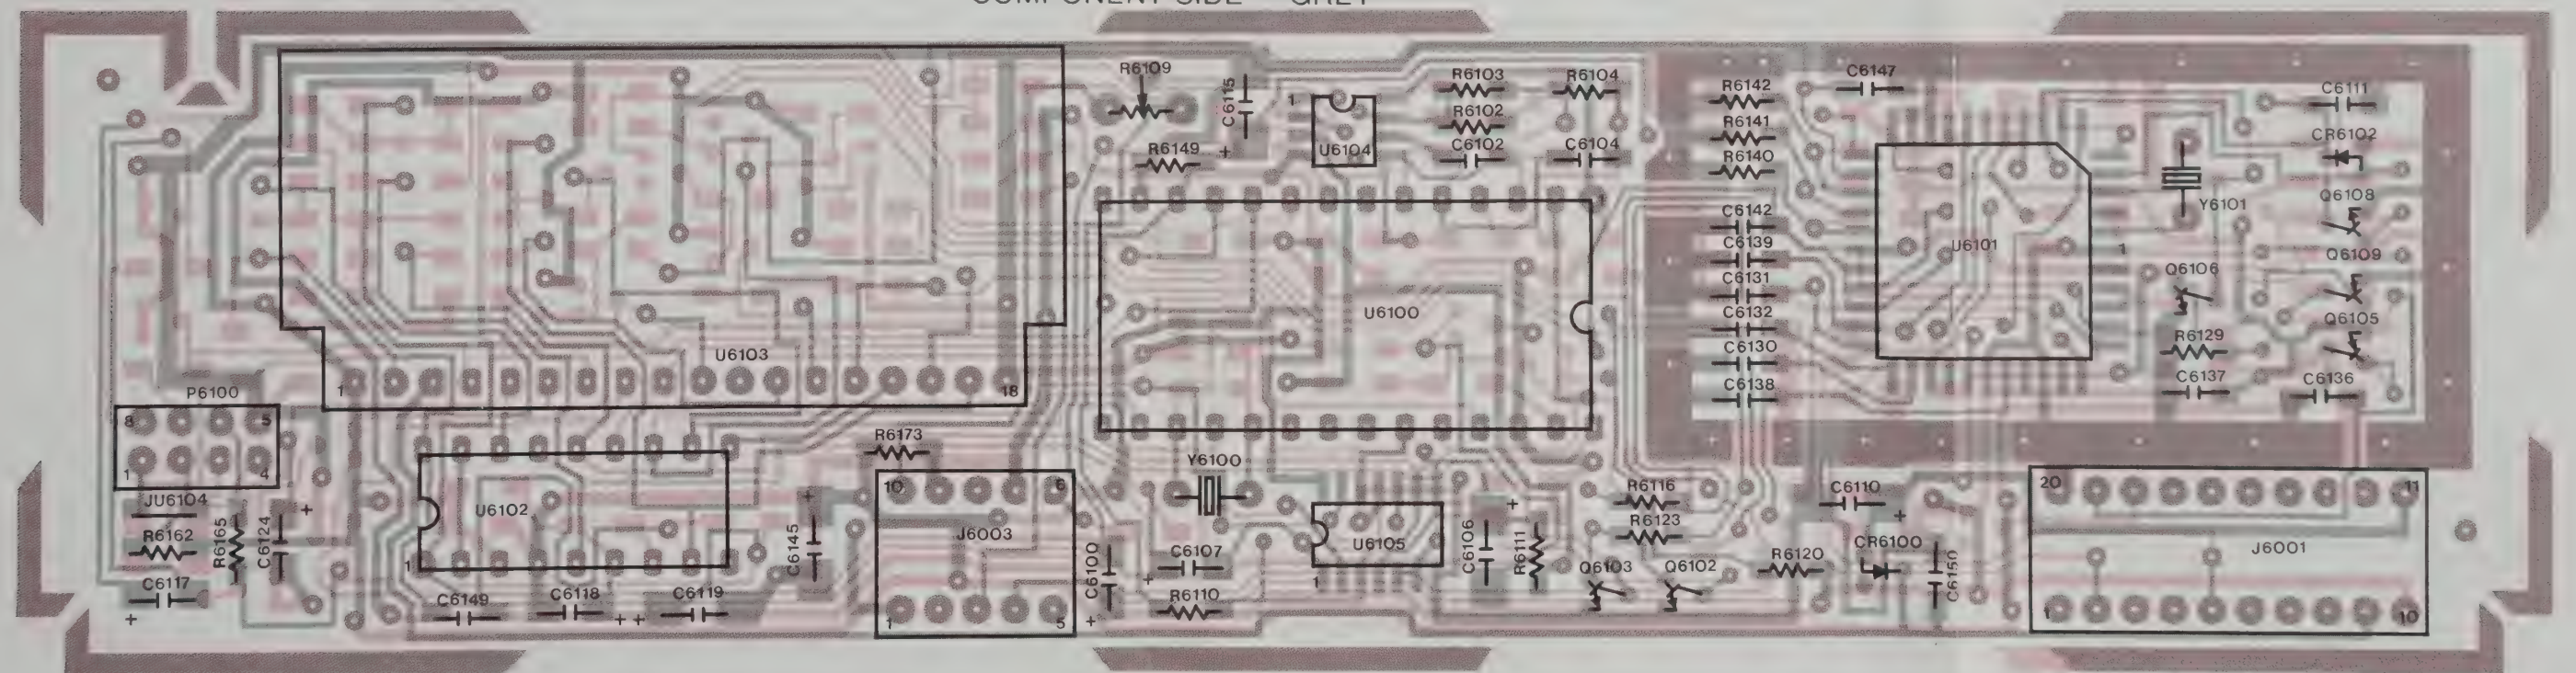 COMPONENT SIDE = GREY
R6109
C6115
R6149
+
1
U6104
R6103
R6102
C6102
R6104
C6104
R6142
R6141
R6140
C6147
C6111
CR6102
Y6101
Q6108
Q6109
Q6105
Q6106
R6129
C6137
C6136
C6142
C6139
C6131
C6132
C6130
C6138
U6101
1
U6100
1
U6103
1
18
P6100
8
5
1
4
JU6104
R6162
R6165
C6124
+
C6117
+
U6102
1
C6149
C6118
+
+
C6119
C6145
+
R6173
10
6
J6003
1
5
C6100
+
Y6100
C6107
+
R6110
U6105
1
C6106
+
R6111
R6116
R6123
Q6103
Q6102
R6120
C6110
CR6100
+
C6150
20
11
J6001
1
10